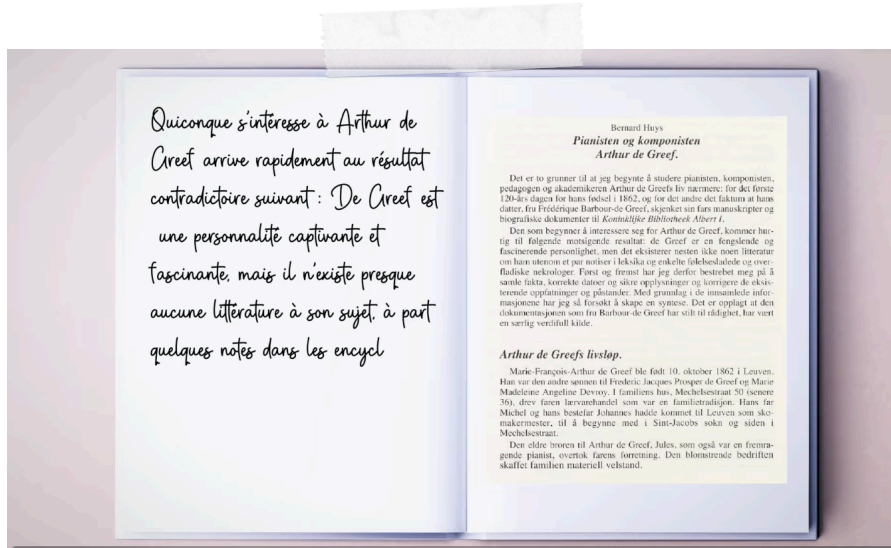 Quiconque s'intéresse à Arthur de
Greef arrive rapidement au résultat
contradictoire suivant : De Greef est
une personnalité captivante et
fascinante, mais il n'existe presque
aucune littérature à son sujet, à part
quelques notes dans les encycl
Bernard Huys
Pianisten og komponisten
Arthur de Greef.
Det er to grunner til at jeg begynte å studere pianisten, komponisten,
pedagogen og akademikeren Arthur de Greefs liv nærmere: for det første
120-års dagen for hans fødsel i 1862, og for det andre det faktum at hans
datter, fru Frédérique Barbour-de Greef, skjenket sin fars manuskripter og
biografiske dokumenter til Koninklijke Bibliotheek Albert I.
Den som begynner å interessere seg for Arthur de Greef, kommer hur-
tig til følgende motsigende resultat: de Greef er en fengslende og
fascinerende personlighet, men det eksisterer nesten ikke noen litteratur
om ham utenom et par notiser i leksika og enkelte følelsesladede og over-
fladiske nekrologer. Først og fremst har jeg derfor bestrebet meg på å
samle fakta, korrekte datoer og sikre opplysninger og korrigere de eksis-
terende oppfatninger og påstander. Med grunnlag i de innsamlede infor-
masjonene har jeg så forsøkt å skape en syntese. Det er opplagt at den
dokumentasjonen som fru Barbour-de Greef har stilt til rådighet, har vært
en særlig verdifull kilde.
Arthur de Greefs livsløp.
Marie-François-Arthur de Greef ble født 10. oktober 1862 i Leuven.
Han var den andre sønnen til Frederic Jacques Prosper de Greef og Marie
Madeleine Angeline Devroy. I familiens hus, Mechelsestraat 50 (senere
36), drev faren lærvarehandel som var en familietradisjon. Hans far
Michel og hans bestefar Johannes hadde kommet til Leuven som sko-
makermester, til å begynne med i Sint-Jacobs sokn og siden i
Mechelsestraat.
Den eldre broren til Arthur de Greef, Jules, som også var en fremra-
gende pianist, overtok farens forretning. Den blomstrende bedriften
skaffet familien materiell velstand.